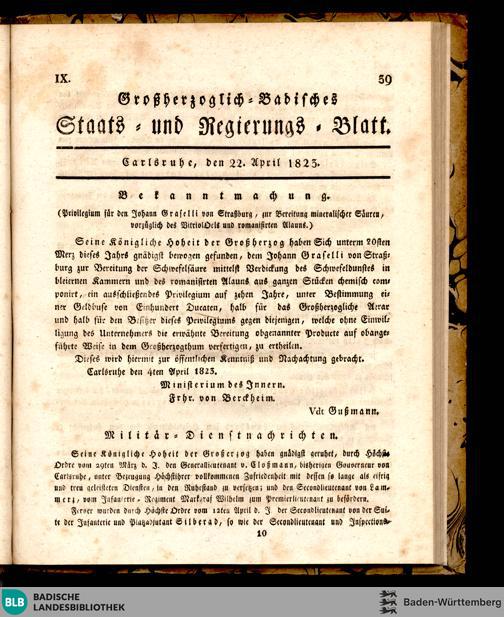 IX.
59
Großherzoglich-Badisches
Staats- und Regierungs-Blatt.
Carlsruhe, den 22. April 1823.
Bekanntmachung.
(Privilegium für den Johann Graselli von Straßburg, zur Bereitung mineralischer Säuren,
vorzüglich des VitriolOels und romanisirten Alauns.)
Seine Königliche Hoheit der Großherzog haben Sich unterm 20sten
Merz dieses Jahrs gnädigst bewogen gefunden, dem Johann Graselli von Straß-
burg zur Bereitung der Schwefelsäure mittelst Verdickung des Schwefeldunstes in
bleiernen Kammern und des romanisirten Alauns aus ganzen Stücken chemisch com-
poniert, ein ausschließendes Privilegium auf zehen Jahre, unter Bestimmung ei-
ner Geldbuse von Einhundert Ducaten, halb für das Großherzogliche Aerar
und halb für den Besitzer dieses Privilegiums gegen diejenigen, welche ohne Einwil-
ligung des Unternehmers die erwähnte Bereitung obgenannter Producte auf obange-
führte Weise in dem Großherzogthum verfertigen, zu ertheilen.
Dieses wird hiermit zur öffentlichen Kenntniß und Nachachtung gebracht.
Carlsruhe den 4ten April 1823.
Ministerium des Innern.
Frhr. von Berckheim.
Vdt Gußmann.
Militär-Dienstnachrichten.
Seine Königliche Hoheit der Großerzog haben gnädigst geruhet, durch Höchste
Ordre vom 29ten März d. J. den Generallieutenant v. Cloßmann, bisherigen Gouverneur von
Carlsruhe, unter Bezeugung Höchstihrer vollkommenen Zufriedenheit mit dessen so lange als eifrig
und treu geleisteten Diensten, in den Ruhestand zu versetzen; und den Secondlieutenant von Lam-
merz, vom Infanterie-Regiment Markgraf Wilhelm zum Premierlieutenant zu befördern.
Ferner wurden durch Höchste Ordre vom 12ten April d. J. der Secondlieutenant von der Sui-
te der Infanterie und Platzadjutant Silberad, so wie der Secondlieutenant und Inspections-
10
BLB
BADISCHE
LANDESBIBLIOTHEK
Baden-Württemberg